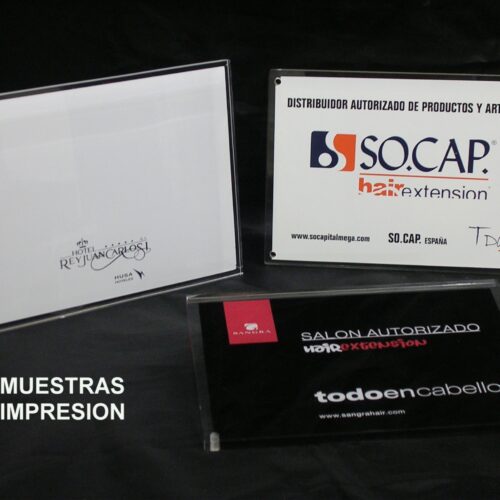 HOTEL
REY JUAN CARLOS I
HUSA
HOTELES
DISTRIBUIDOR AUTORIZADO DE PRODUCTOS Y ART
SO.CAP.®
hairextension
www.socapitalmega.com SO.CAP. ESPAÑA
SANGRA
SALON AUTORIZADO
HAIREXTENSION
todoencabello
www.sangrahair.com
MUESTRAS
IMPRESION